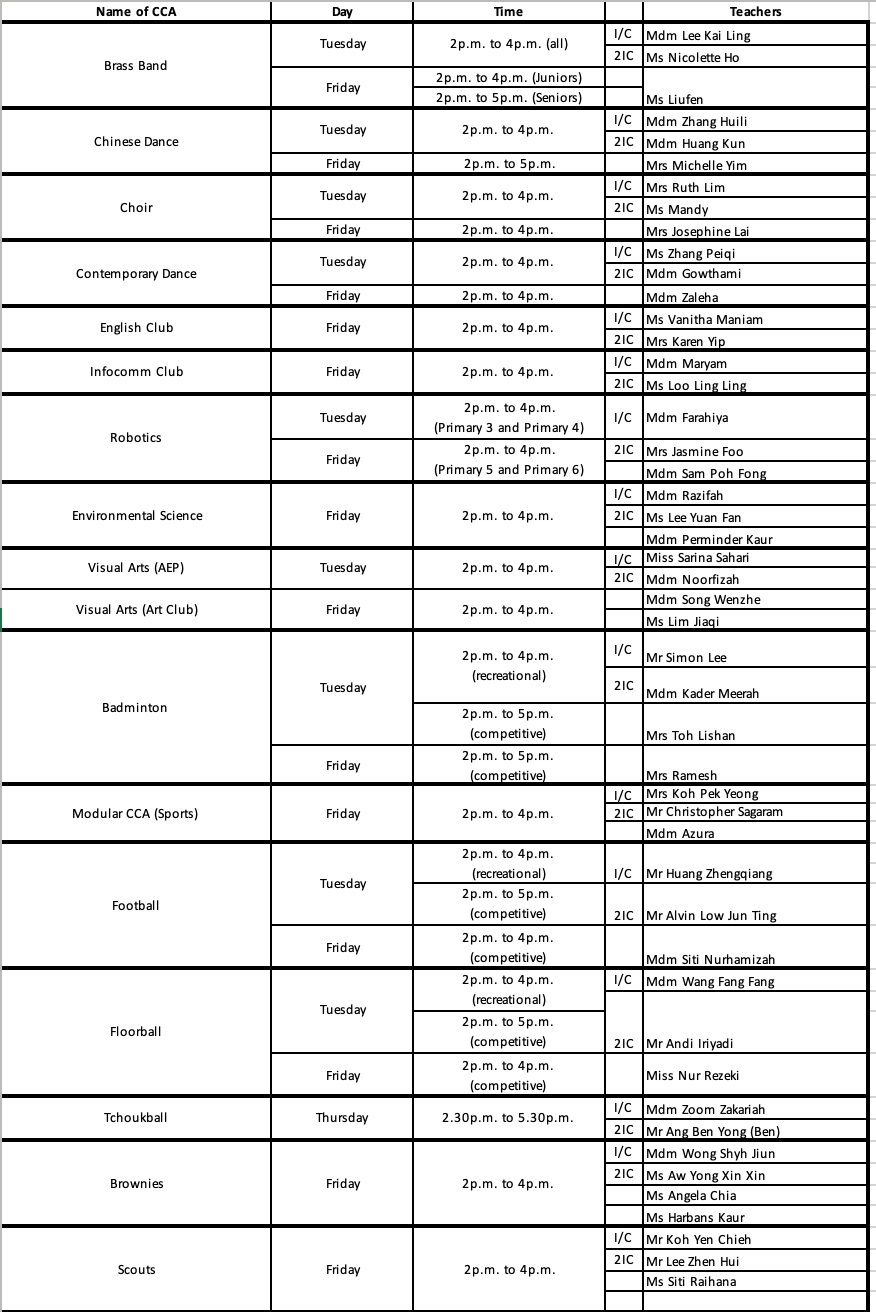 Name of CCA Day Time Teachers
Brass Band Tuesday 2p.m. to 4p.m. (all) I/C Mdm Lee Kai Ling
2IC Ms Nicolette Ho
Friday 2p.m. to 4p.m. (Juniors)
2p.m. to 5p.m. (Seniors) Ms Liufen
Chinese Dance Tuesday 2p.m. to 4p.m. I/C Mdm Zhang Huili
2IC Mdm Huang Kun
Friday 2p.m. to 5p.m. Mrs Michelle Yim
Choir Tuesday 2p.m. to 4p.m. I/C Mrs Ruth Lim
2IC Ms Mandy
Friday 2p.m. to 4p.m. Mrs Josephine Lai
Contemporary Dance Tuesday 2p.m. to 4p.m. I/C Ms Zhang Peiqi
2IC Mdm Gowthami
Friday 2p.m. to 4p.m. Mdm Zaleha
English Club Friday 2p.m. to 4p.m. I/C Ms Vanitha Maniam
2IC Mrs Karen Yip
Infocomm Club Friday 2p.m. to 4p.m. I/C Mdm Maryam
2IC Ms Loo Ling Ling
Robotics Tuesday 2p.m. to 4p.m. I/C Mdm Farahiya
(Primary 3 and Primary 4)
Friday 2p.m. to 4p.m. 2IC Mrs Jasmine Foo
(Primary 5 and Primary 6) Mdm Sam Poh Fong
Environmental Science Friday 2p.m. to 4p.m. I/C Mdm Razifah
2IC Ms Lee Yuan Fan
Mdm Perminder Kaur
Visual Arts (AEP) Tuesday 2p.m. to 4p.m. I/C Miss Sarina Sahari
2IC Mdm Noorfizah
Visual Arts (Art Club) Friday 2p.m. to 4p.m. Mdm Song Wenzhe
Ms Lim Jiaqi
Badminton Tuesday 2p.m. to 4p.m. I/C Mr Simon Lee
(recreational) 2IC Mdm Kader Meerah
2p.m. to 5p.m.
(competitive) Mrs Toh Lishan
Friday 2p.m. to 5p.m.
(competitive) Mrs Ramesh
Modular CCA (Sports) Friday 2p.m. to 4p.m. I/C Mrs Koh Pek Yeong
2IC Mr Christopher Sagaram
Mdm Azura
Football Tuesday 2p.m. to 4p.m.
(recreational) I/C Mr Huang Zhengqiang
2p.m. to 5p.m.
(competitive) 2IC Mr Alvin Low Jun Ting
Friday 2p.m. to 4p.m.
(competitive) Mdm Siti Nurhamizah
Floorball Tuesday 2p.m. to 4p.m. I/C Mdm Wang Fang Fang
(recreational)
2p.m. to 5p.m.
(competitive) 2IC Mr Andi Iriyadi
Friday 2p.m. to 4p.m. Miss Nur Rezeki
(competitive)
Tchoukball Thursday 2.30p.m. to 5.30p.m. I/C Mdm Zoom Zakariah
2IC Mr Ang Ben Yong (Ben)
Brownies Friday 2p.m. to 4p.m. I/C Mdm Wong Shyh Jiun
2IC Ms Aw Yong Xin Xin
Ms Angela Chia
Ms Harbans Kaur
Scouts Friday 2p.m. to 4p.m. I/C Mr Koh Yen Chieh
2IC Mr Lee Zhen Hui
Ms Siti Raihana